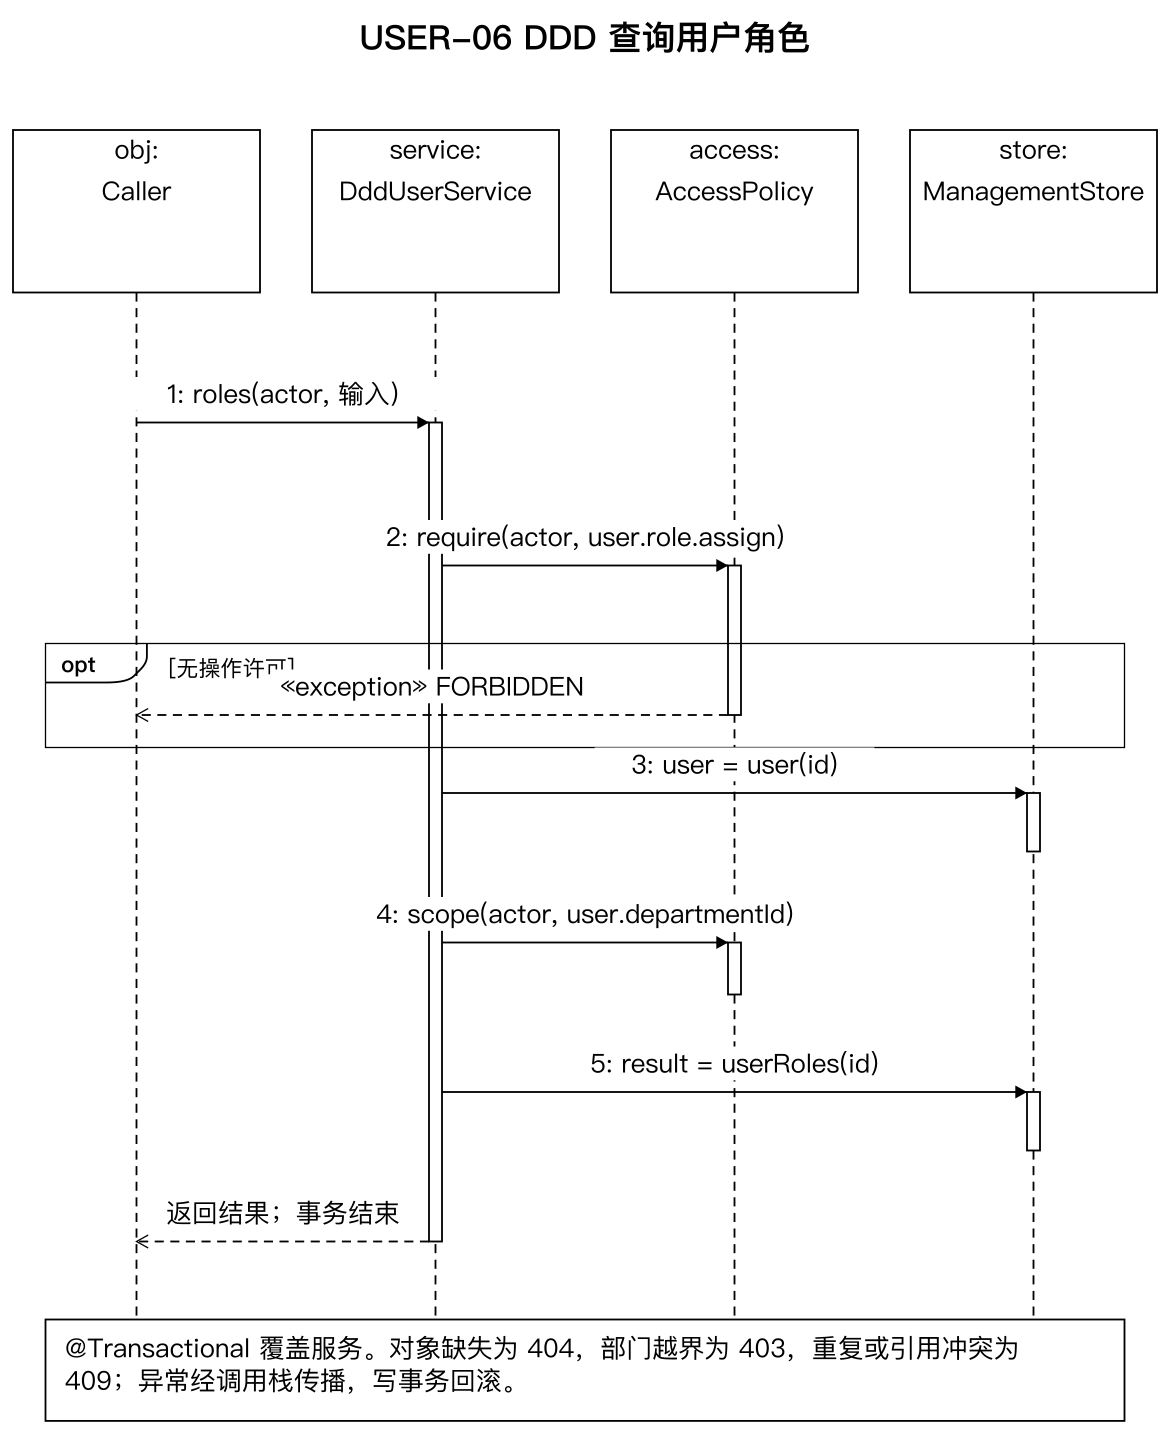 USER-06 DDD 查询用户角色
obj:
Caller
service:
DddUserService
access:
AccessPolicy
store:
ManagementStore
1: roles(actor, 输入)
2: require(actor, user.role.assign)
opt
[无操作许可]
«exception» FORBIDDEN
3: user = user(id)
4: scope(actor, user.departmentId)
5: result = userRoles(id)
返回结果；事务结束
@Transactional 覆盖服务。对象缺失为 404，部门越界为 403，重复或引用冲突为
409；异常经调用栈传播，写事务回滚。